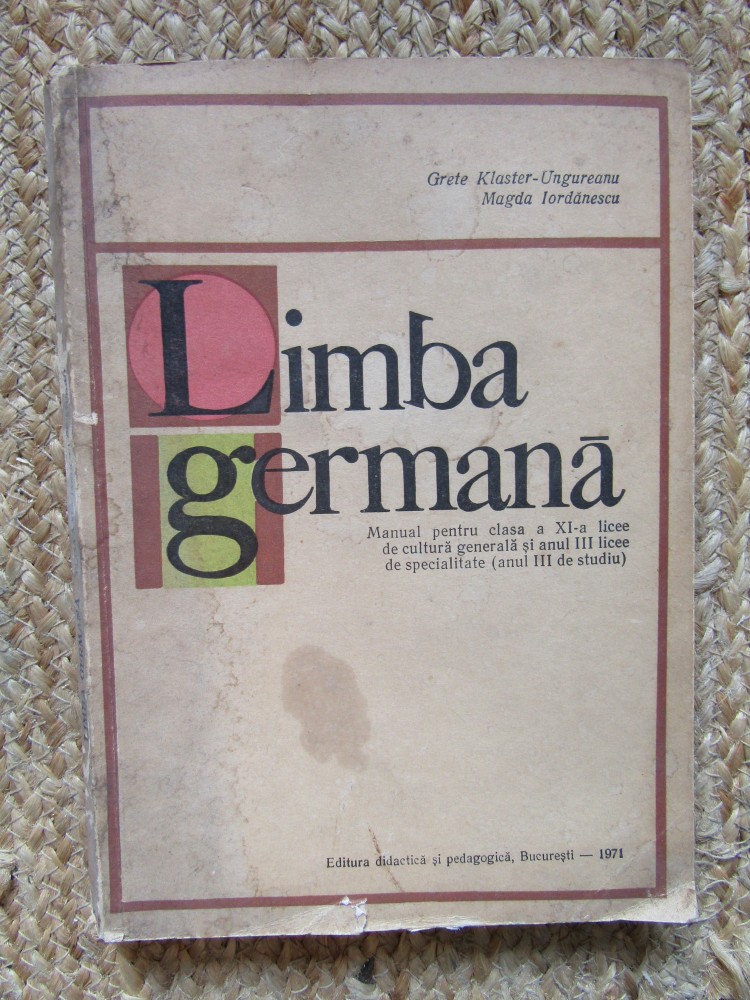 Grete Klaster-Ungureanu
Magda Iordănescu
Limba
germană
Manual pentru clasa a XI-a licee
de cultură generală și anul III licee
de specialitate (anul III de studiu)
Editura didactică și pedagogică, București — 1971